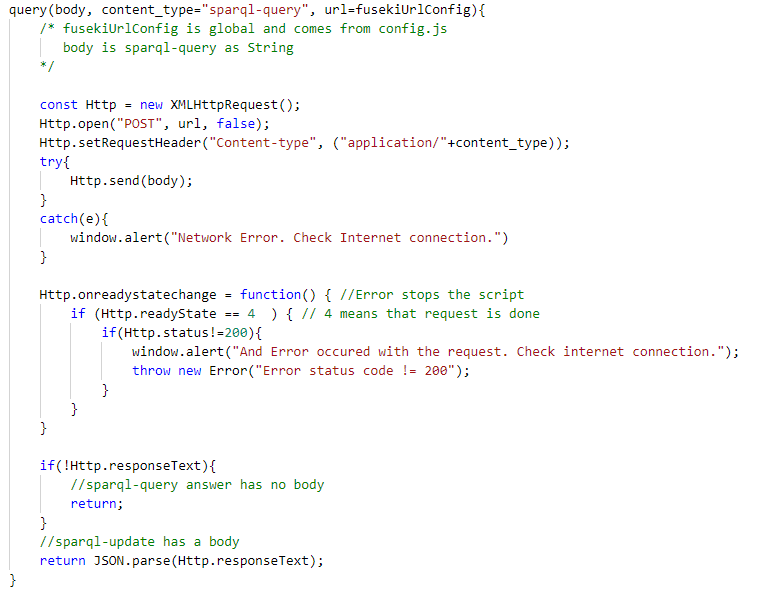 query(body, content_type="sparql-query", url=fusekiUrlConfig){
    /* fusekiUrlConfig is global and comes from config.js
       body is sparql-query as String
    */

    const Http = new XMLHttpRequest();
    Http.open("POST", url, false);
    Http.setRequestHeader("Content-type", ("application/"+content_type));
    try{
        Http.send(body);
    }
    catch(e){
        window.alert("Network Error. Check Internet connection.")
    }

    Http.onreadystatechange = function() { //Error stops the script
        if (Http.readyState == 4  ) { // 4 means that request is done
            if(Http.status!=200){
                window.alert("And Error occured with the request. Check internet connection.");
                throw new Error("Error status code != 200");
            }
        }
    }

    if(!Http.responseText){
        //sparql-query answer has no body
        return;
    }
    //sparql-update has a body
    return JSON.parse(Http.responseText);
}